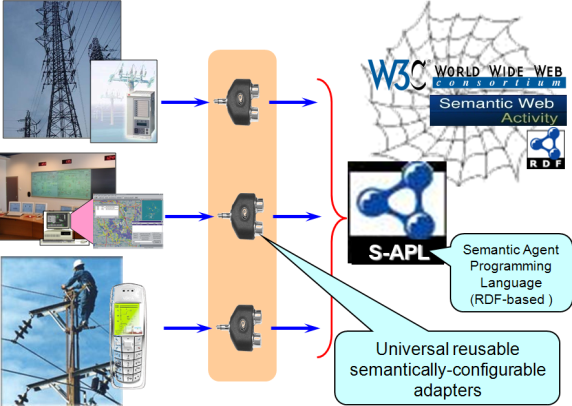 W3C WORLD WIDE WEB
consortium
Semantic Web
Activity
RDF
S-APL
Semantic Agent
Programming
Language
(RDF-based )
Universal reusable
semantically-configurable
adapters